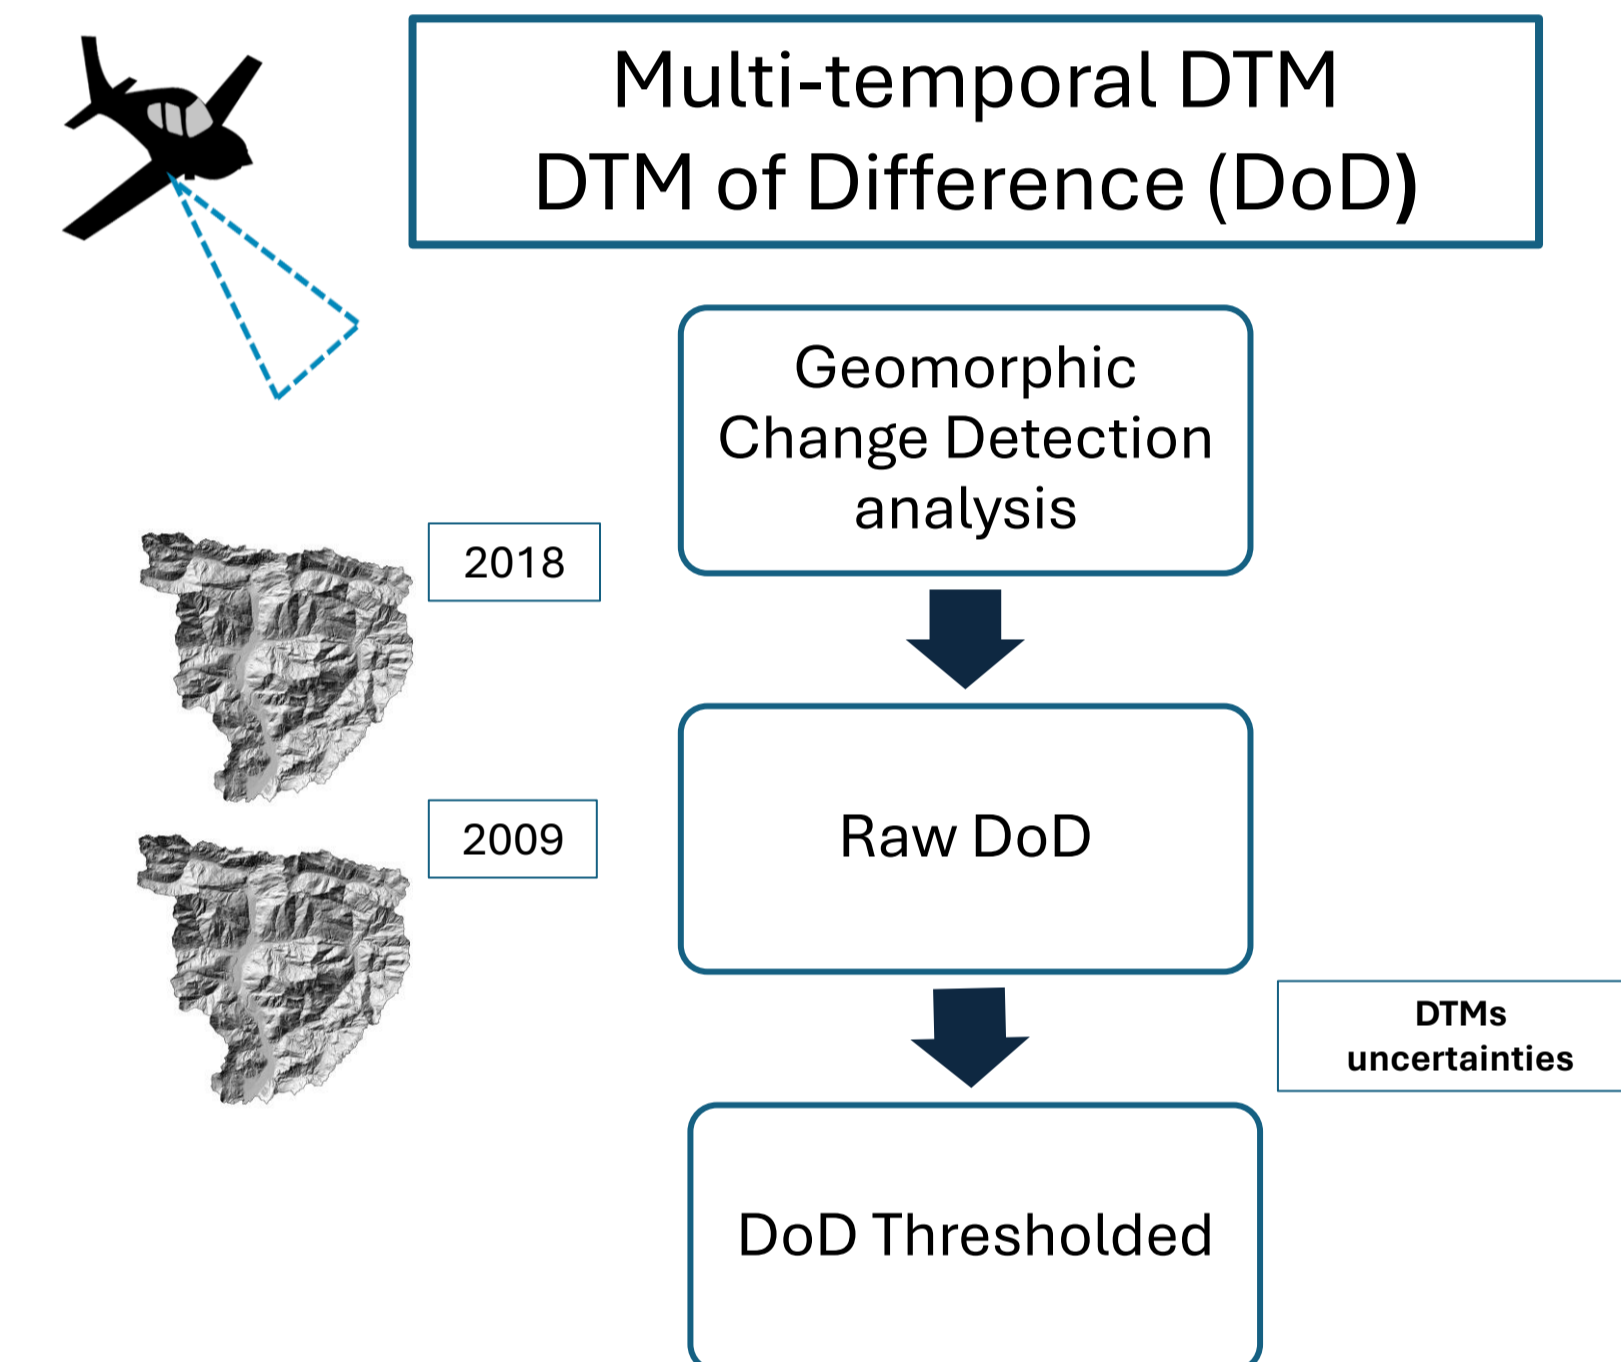 Multi-temporal DTM
DTM of Difference (DoD)
Geomorphic
Change Detection
analysis
2018
2009
Raw DoD
DTMs
uncertainties
DoD Thresholded